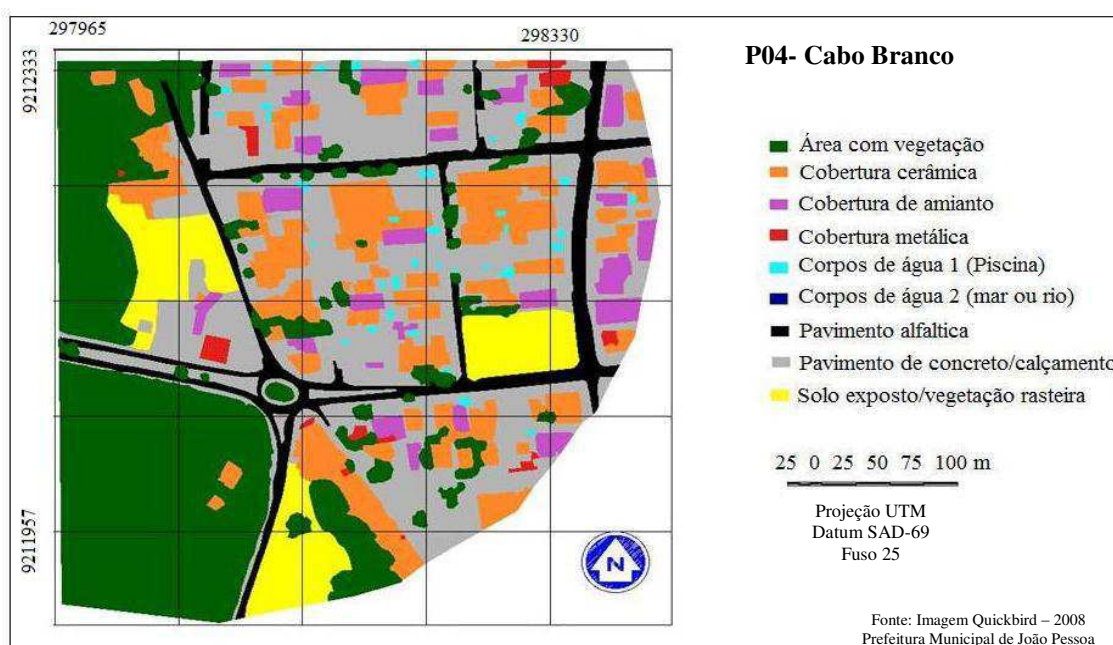 297965
298330
P04- Cabo Branco
9212333
Área com vegetação
Cobertura cerâmica
Cobertura de amianto
Cobertura metálica
Corpos de água 1 (Piscina)
Corpos de água 2 (mar ou rio)
Pavimento alfaltica
Pavimento de concreto/calçamento
Solo exposto/vegetação rasteira
25 0 25 50 75 100 m
Projeção UTM
Datum SAD-69
Fuso 25
9211957
N
Fonte: Imagem Quickbird – 2008
Prefeitura Municipal de João Pessoa